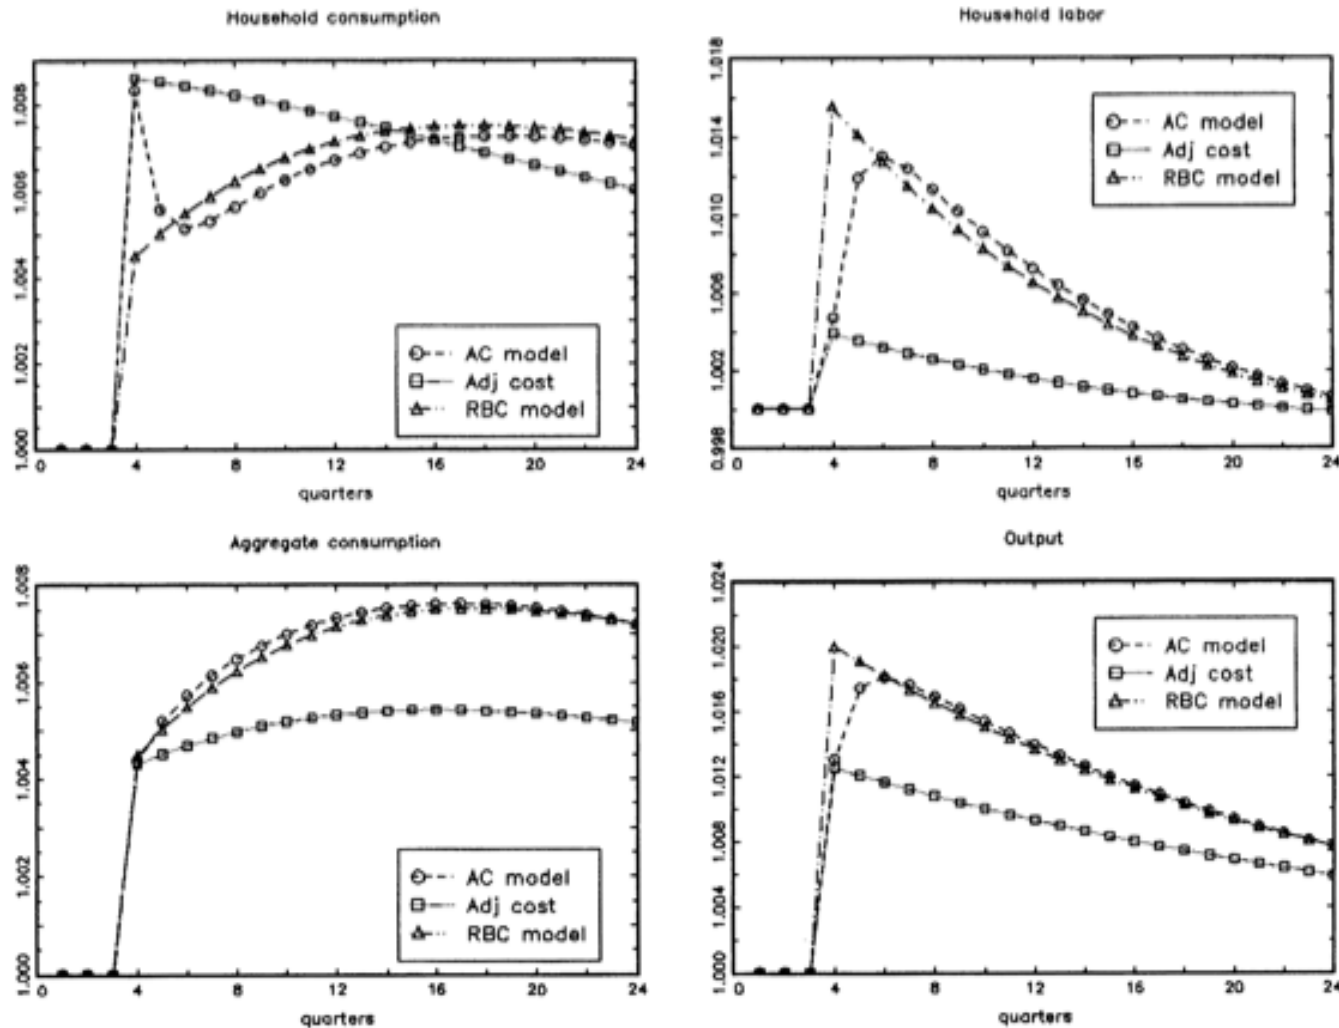 Household consumption
1.008
1.006
1.004
1.002
1.000
AC model
Adj cost
RBC model
0 4 8 12 16 20 24
quarters
Household labor
1.018
1.014
1.010
1.006
1.002
0.998
AC model
Adj cost
RBC model
0 4 8 12 16 20 24
quarters
Aggregate consumption
1.008
1.006
1.004
1.002
1.000
AC model
Adj cost
RBC model
0 4 8 12 16 20 24
quarters
Output
1.024
1.020
1.016
1.012
1.008
1.004
1.000
AC model
Adj cost
RBC model
0 4 8 12 16 20 24
quarters